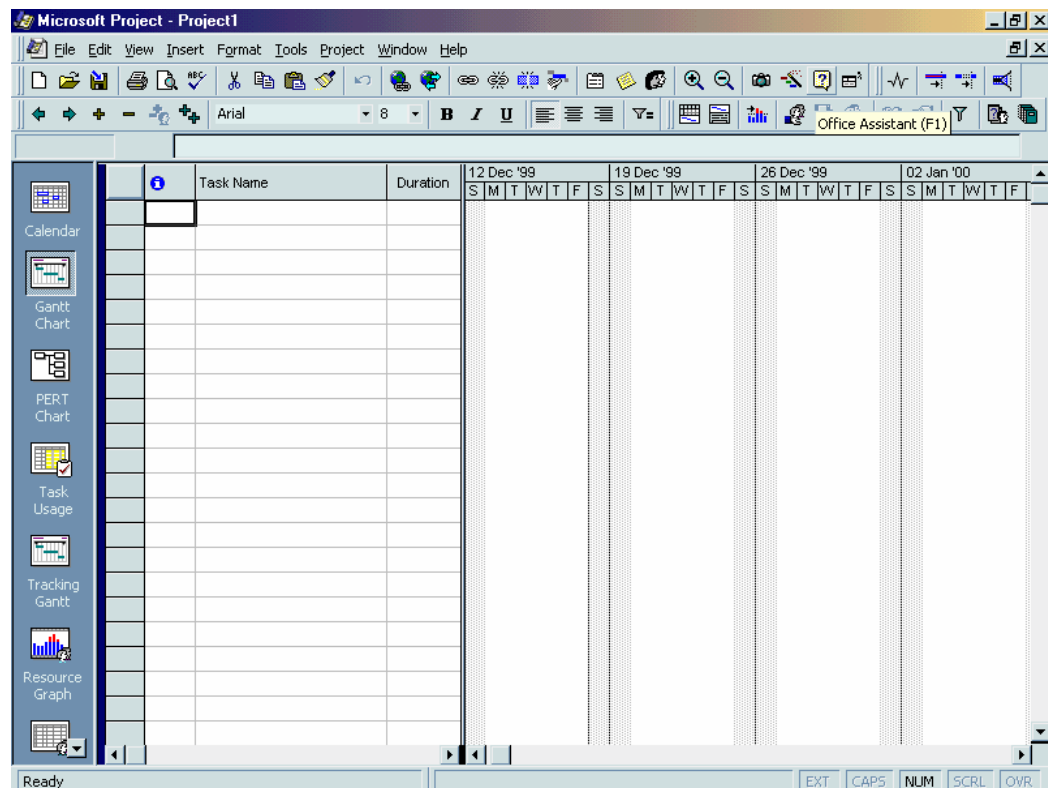 Microsoft Project - Project1
File Edit View Insert Format Tools Project Window Help
ABC
Arial 8 B I U
Office Assistant (F1)
Task Name Duration 12 Dec '99 19 Dec '99 26 Dec '99 02 Jan '00
S M T W T F S S M T W T F S S M T W T F S S M T W T F
Calendar
Gantt
Chart
PERT
Chart
Task
Usage
Tracking
Gantt
Resource
Graph
Ready EXT CAPS NUM SCRL OVR